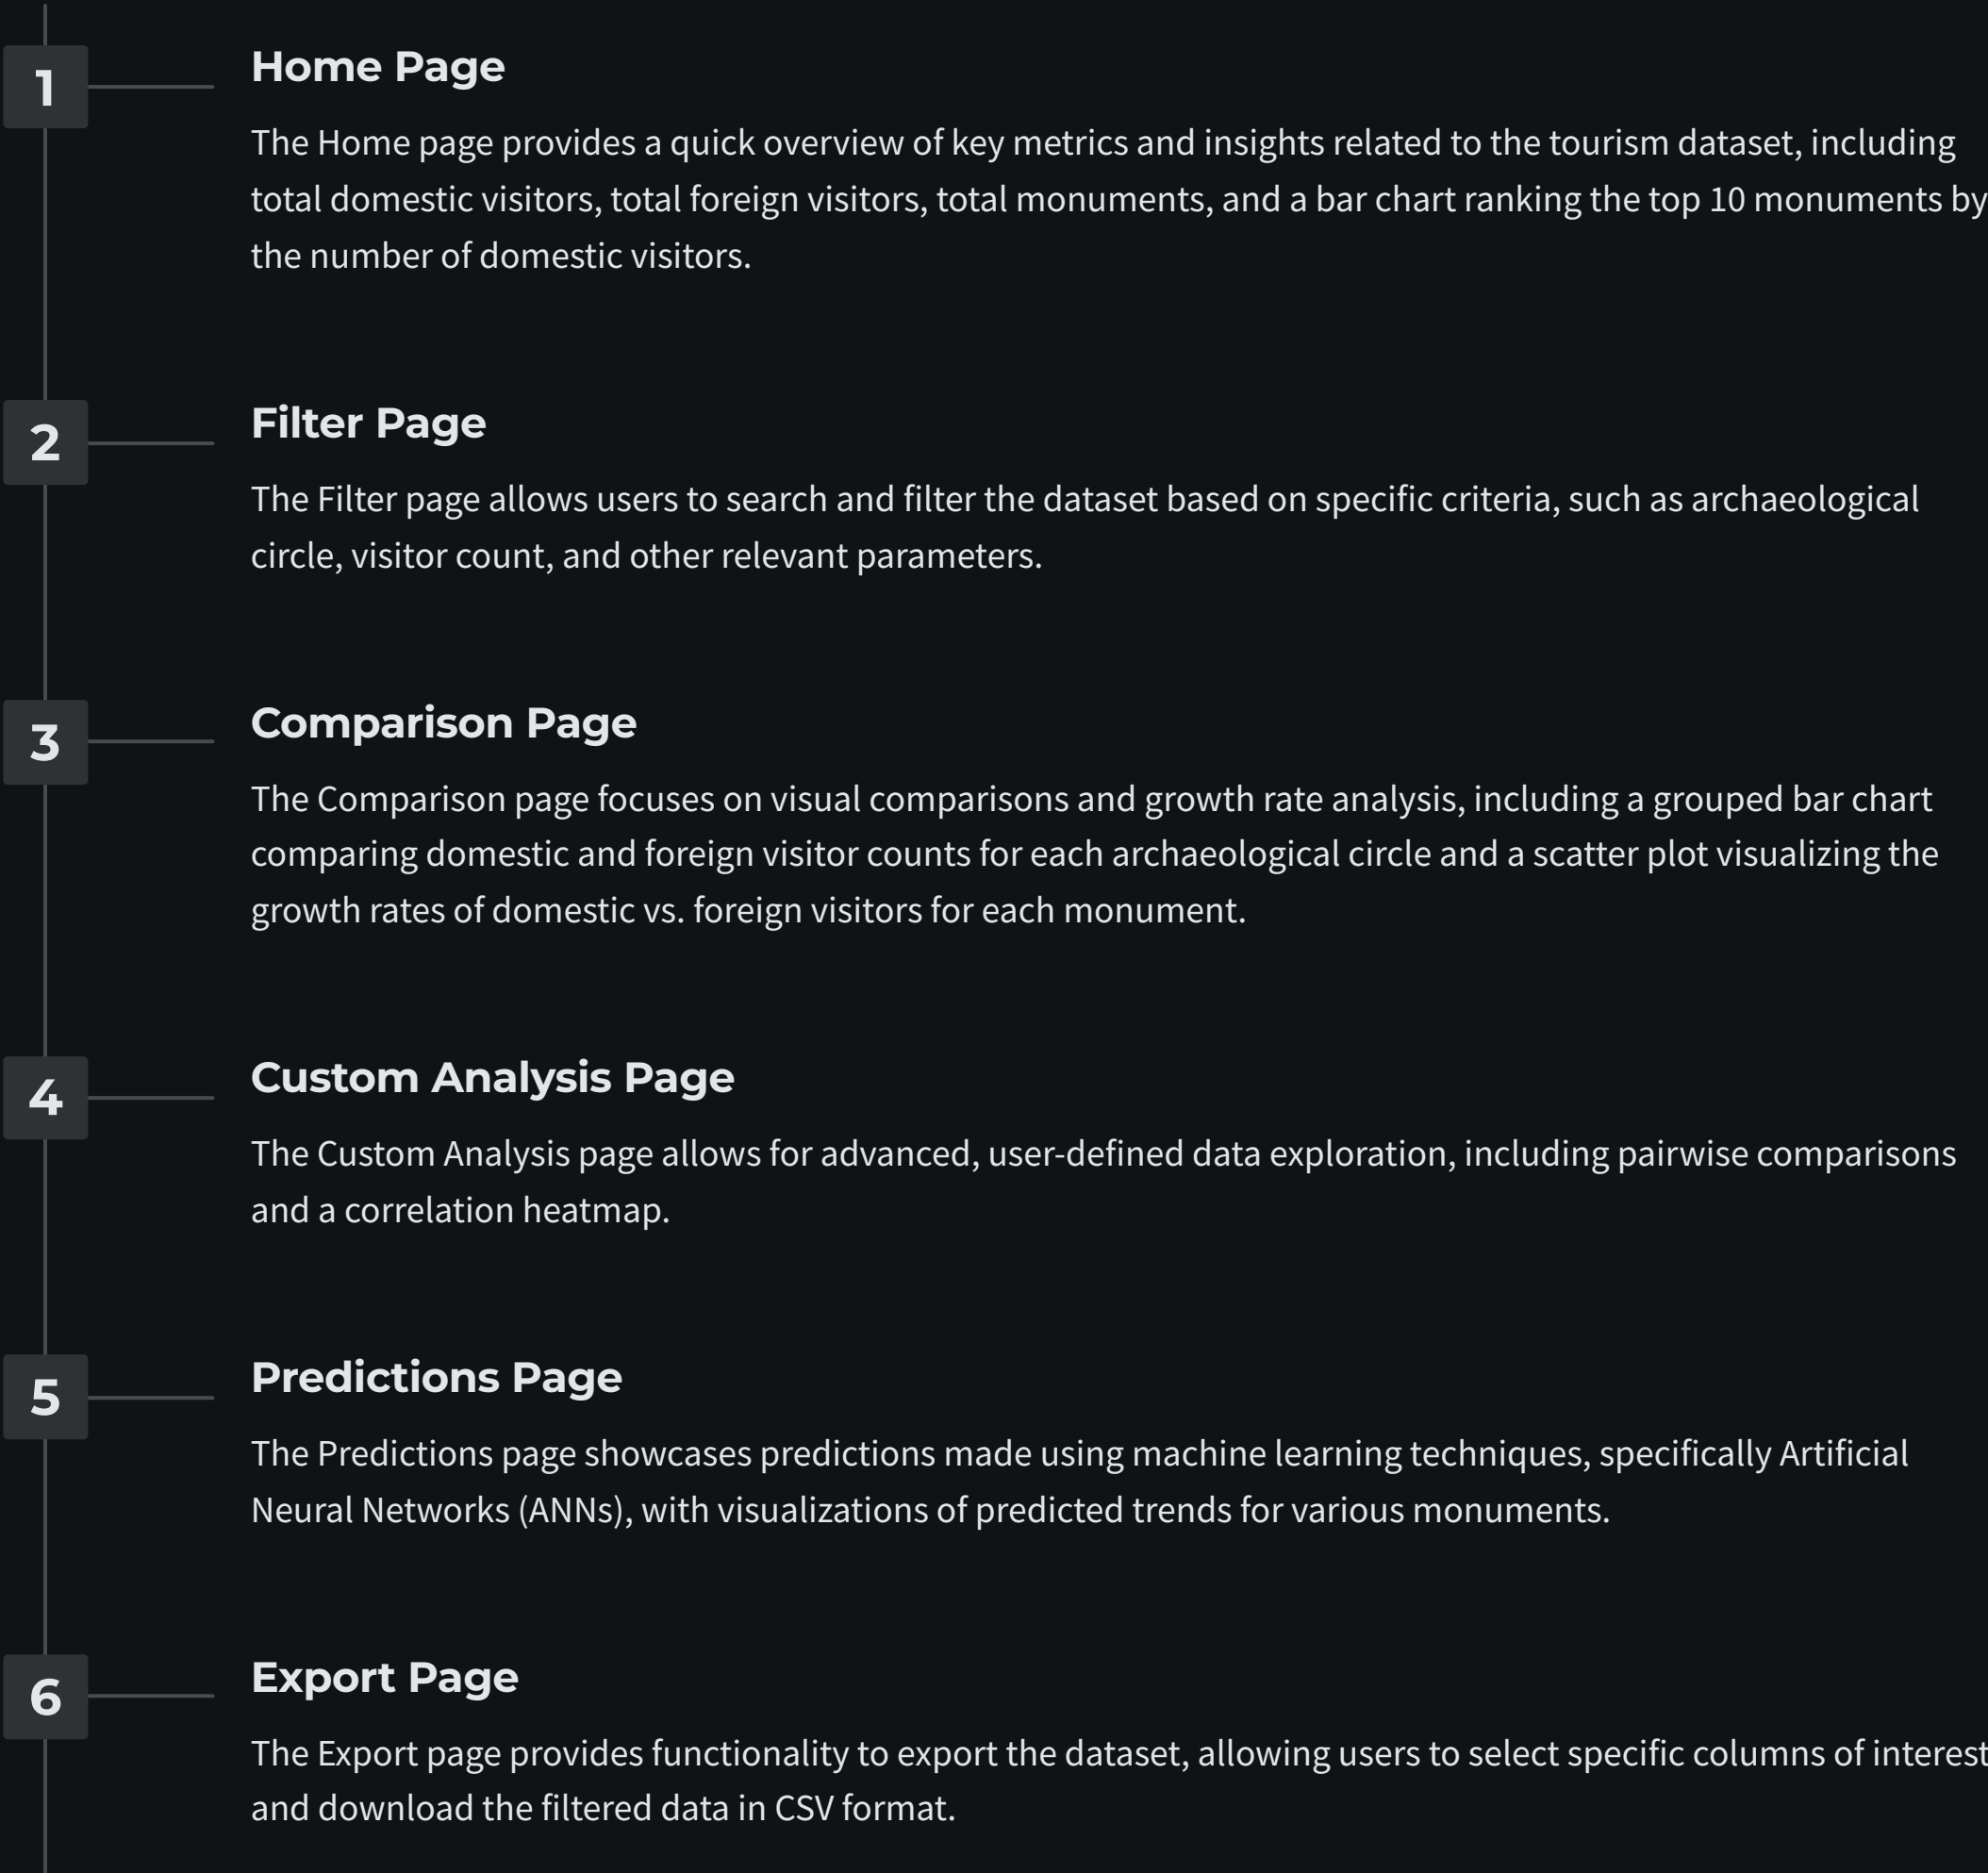 1
Home Page
The Home page provides a quick overview of key metrics and insights related to the tourism dataset, including
total domestic visitors, total foreign visitors, total monuments, and a bar chart ranking the top 10 monuments by
the number of domestic visitors.
2
Filter Page
The Filter page allows users to search and filter the dataset based on specific criteria, such as archaeological
circle, visitor count, and other relevant parameters.
3
Comparison Page
The Comparison page focuses on visual comparisons and growth rate analysis, including a grouped bar chart
comparing domestic and foreign visitor counts for each archaeological circle and a scatter plot visualizing the
growth rates of domestic vs. foreign visitors for each monument.
4
Custom Analysis Page
The Custom Analysis page allows for advanced, user-defined data exploration, including pairwise comparisons
and a correlation heatmap.
5
Predictions Page
The Predictions page showcases predictions made using machine learning techniques, specifically Artificial
Neural Networks (ANNs), with visualizations of predicted trends for various monuments.
6
Export Page
The Export page provides functionality to export the dataset, allowing users to select specific columns of interest
and download the filtered data in CSV format.